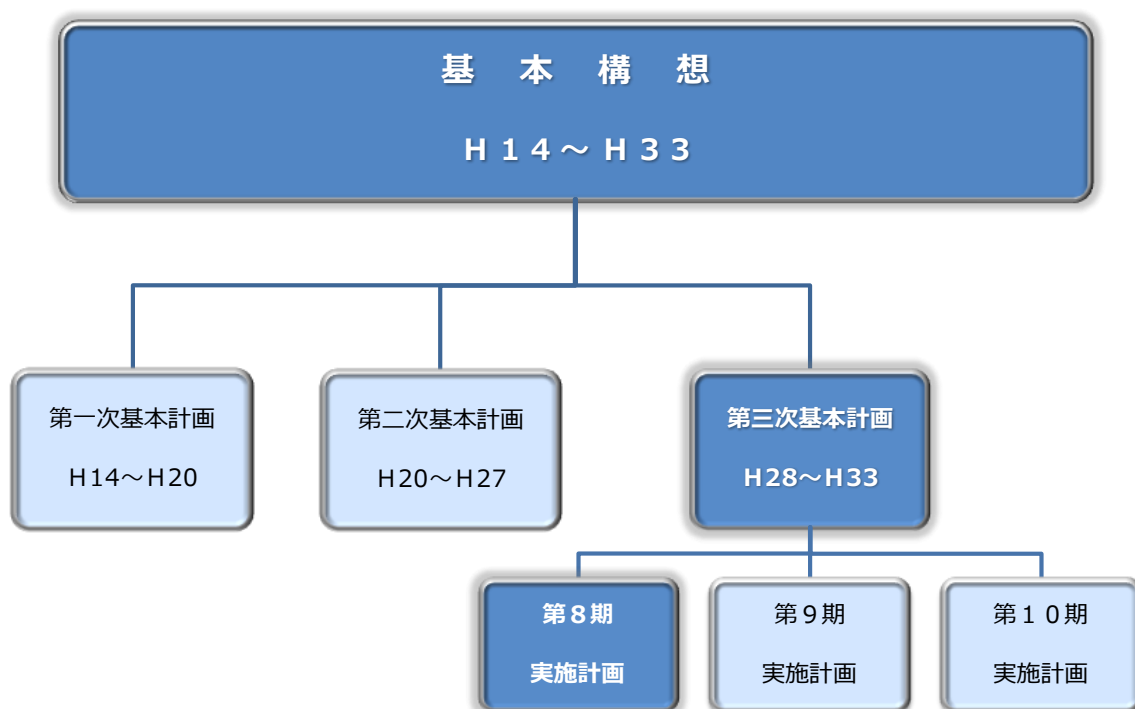 基本構想
H14～H33
第一次基本計画
H14～H20
第二次基本計画
H20～H27
第三次基本計画
H28～H33
第８期
実施計画
第９期
実施計画
第１０期
実施計画